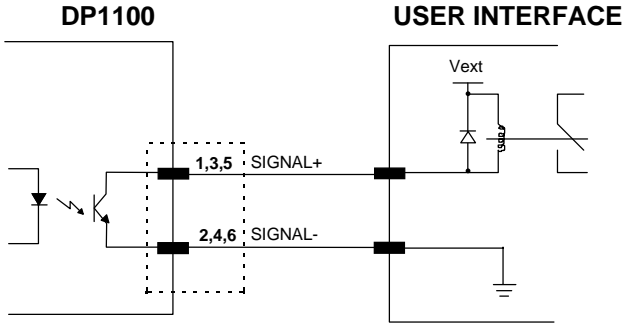 DP1100
USER INTERFACE
Vext
1,3,5 SIGNAL+
2,4,6 SIGNAL-